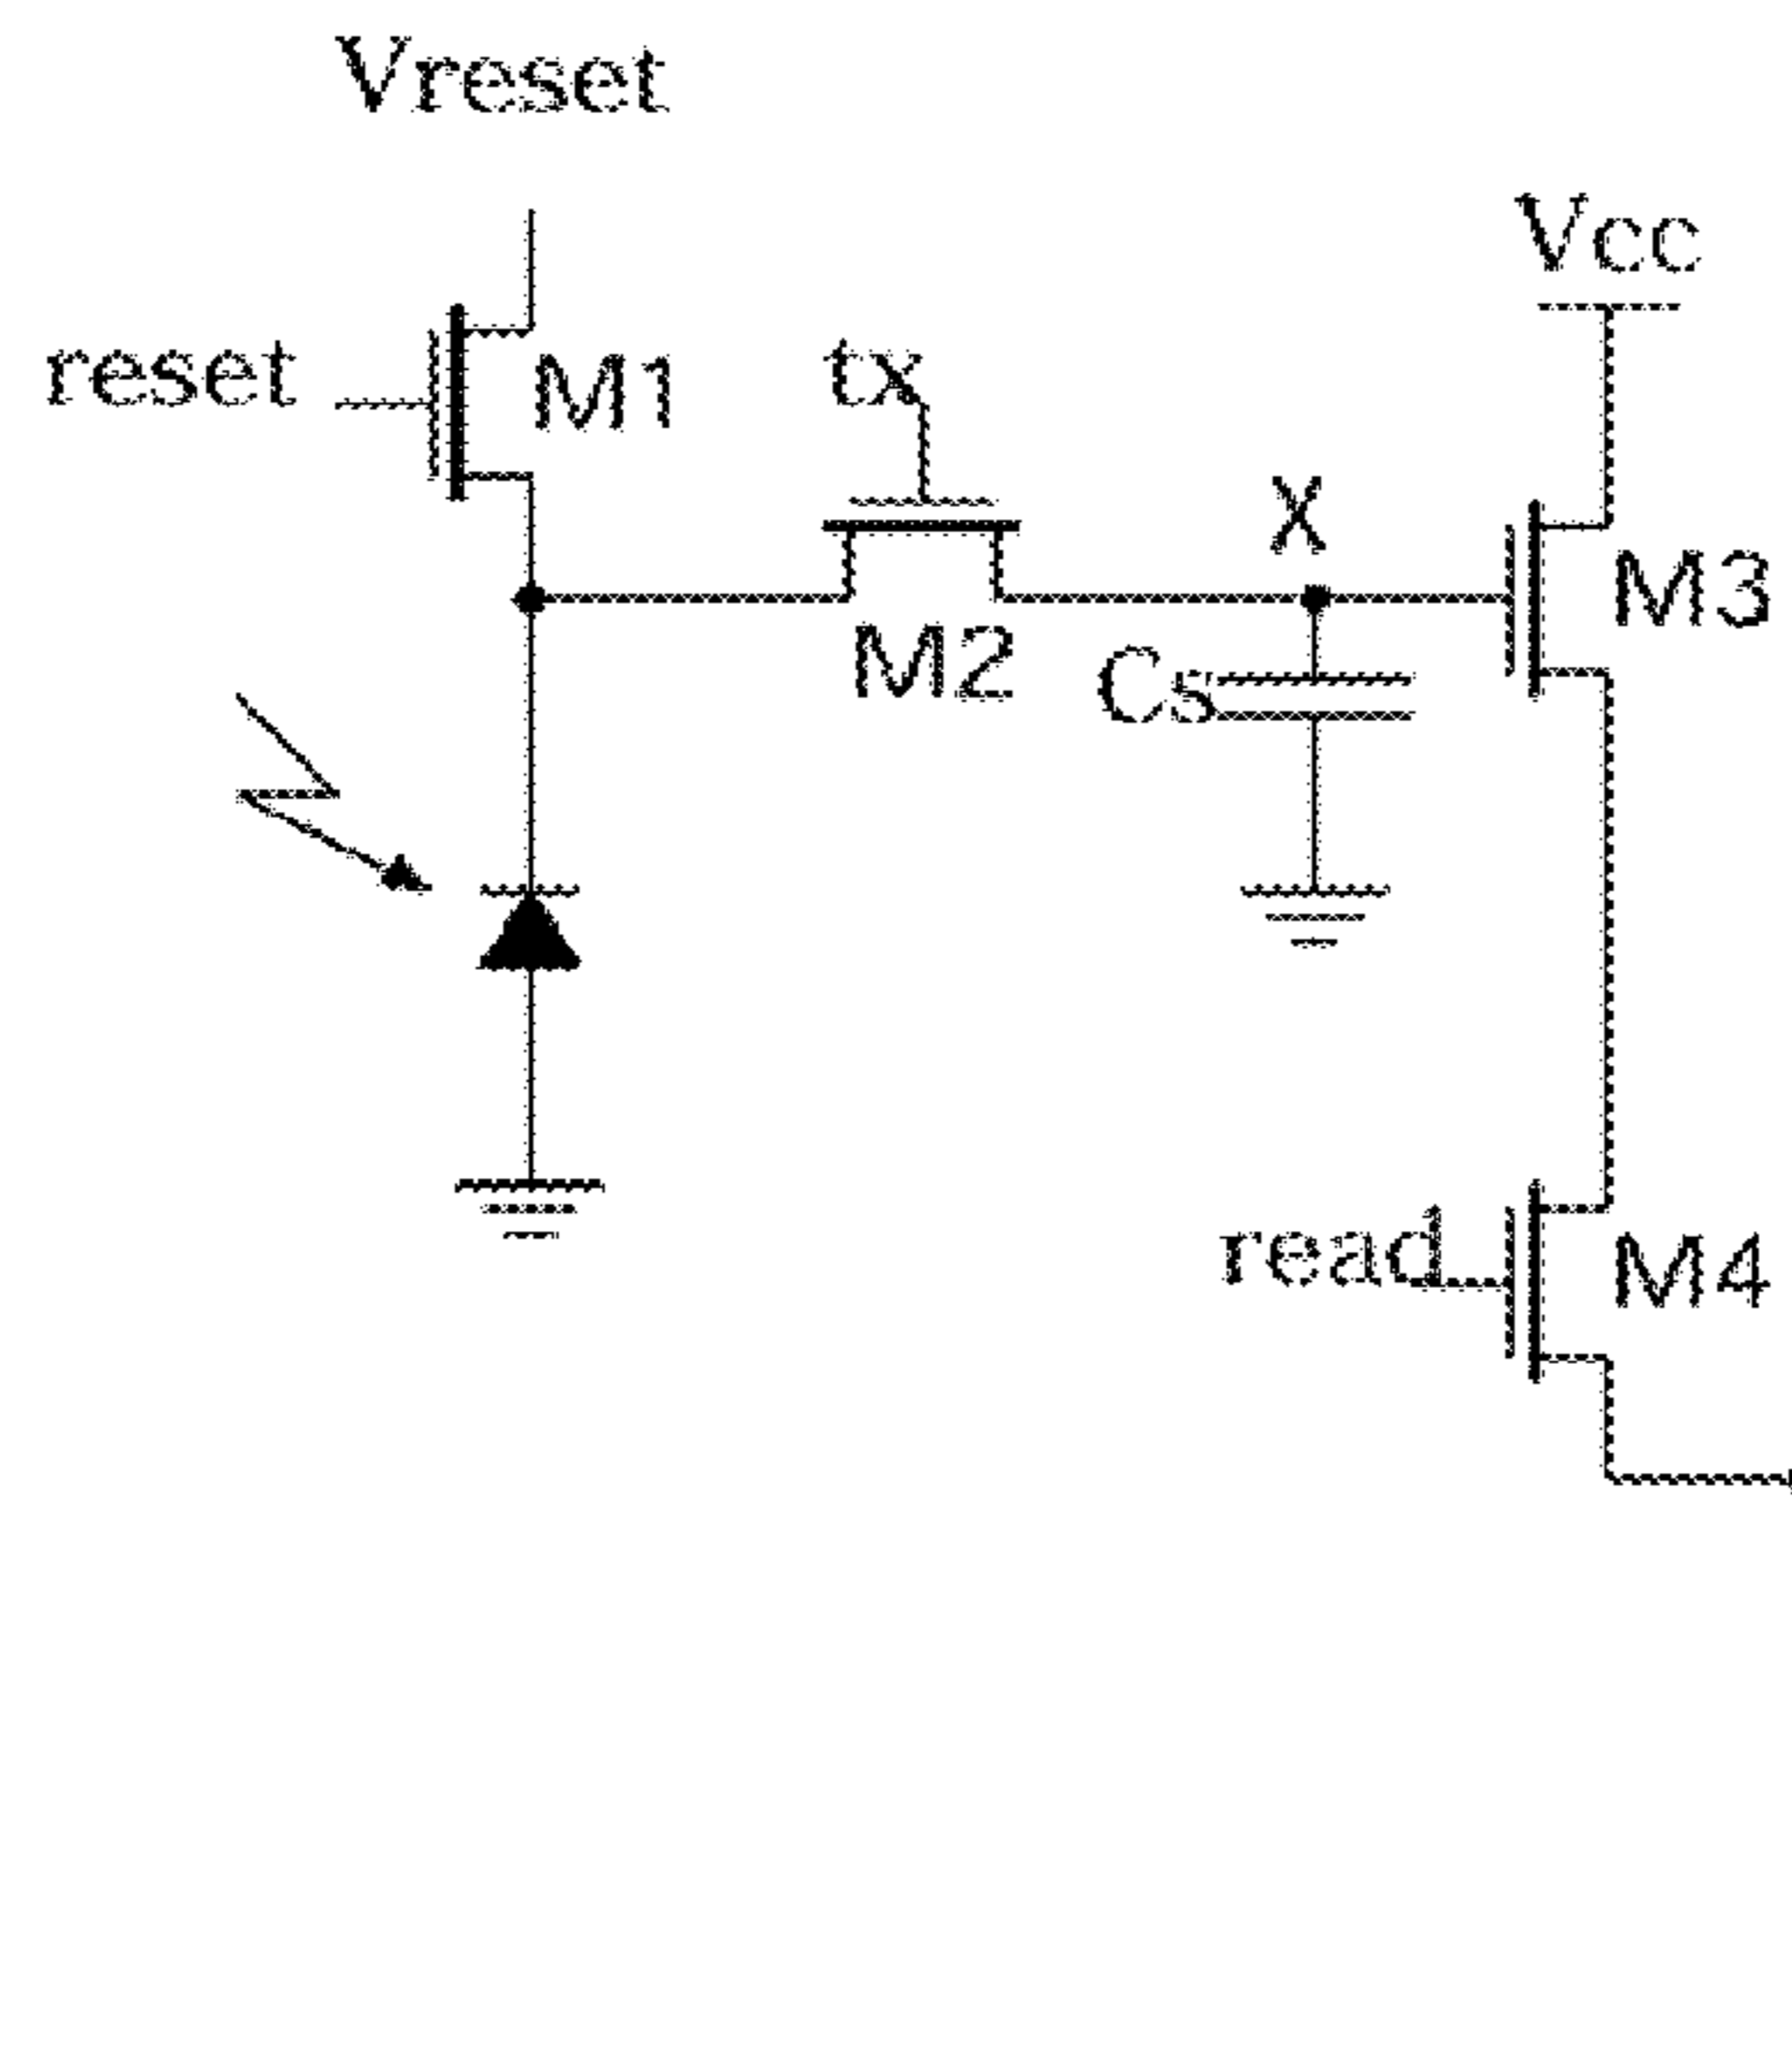 Vreset
Vcc
reset
M1
tx
X
M3
M2
Cs
read
M4